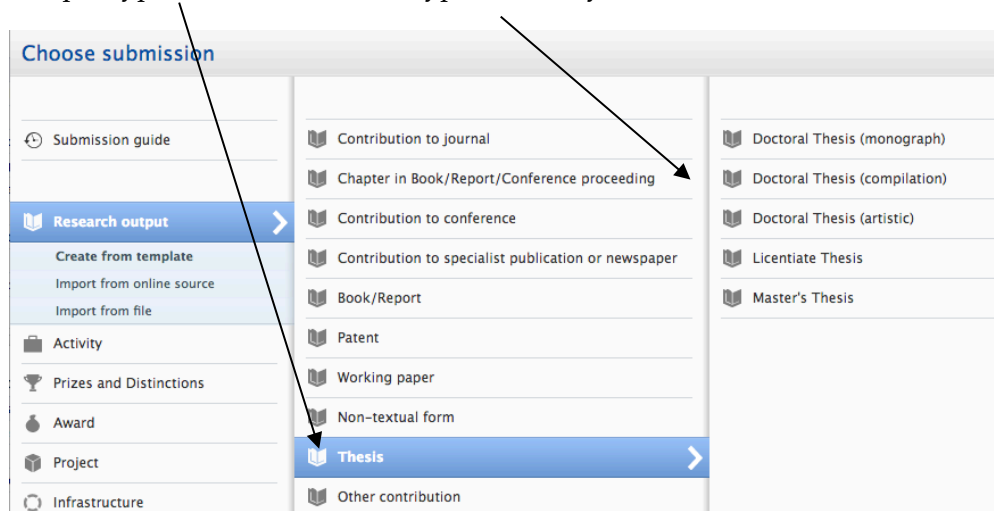 Choose submission
Submission guide
Research output
Create from template
Import from online source
Import from file
Activity
Prizes and Distinctions
Award
Project
Infrastructure
Contribution to journal
Chapter in Book/Report/Conference proceeding
Contribution to conference
Contribution to specialist publication or newspaper
Book/Report
Patent
Working paper
Non-textual form
Thesis
Other contribution
Doctoral Thesis (monograph)
Doctoral Thesis (compilation)
Doctoral Thesis (artistic)
Licentiate Thesis
Master's Thesis